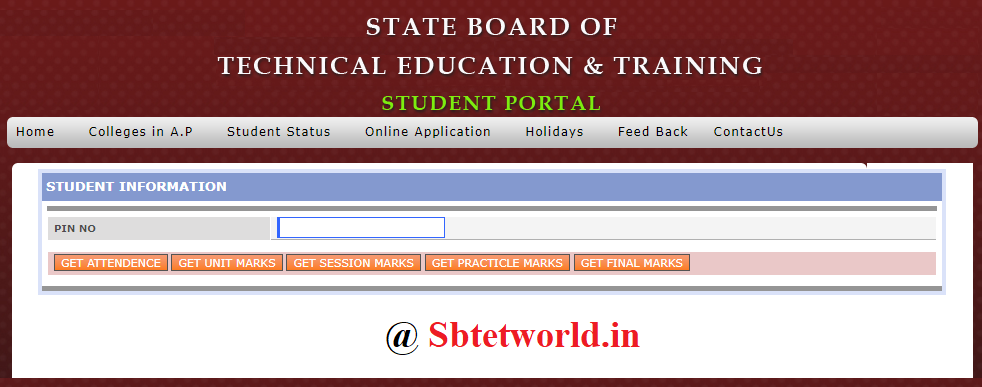 STATE BOARD OF
TECHNICAL EDUCATION & TRAINING
STUDENT PORTAL
Home Colleges in A.P Student Status Online Application Holidays Feed Back ContactUs
STUDENT INFORMATION
PIN NO
GET ATTENDENCE GET UNIT MARKS GET SESSION MARKS GET PRACTICLE MARKS GET FINAL MARKS
@ Sbtetworld.in